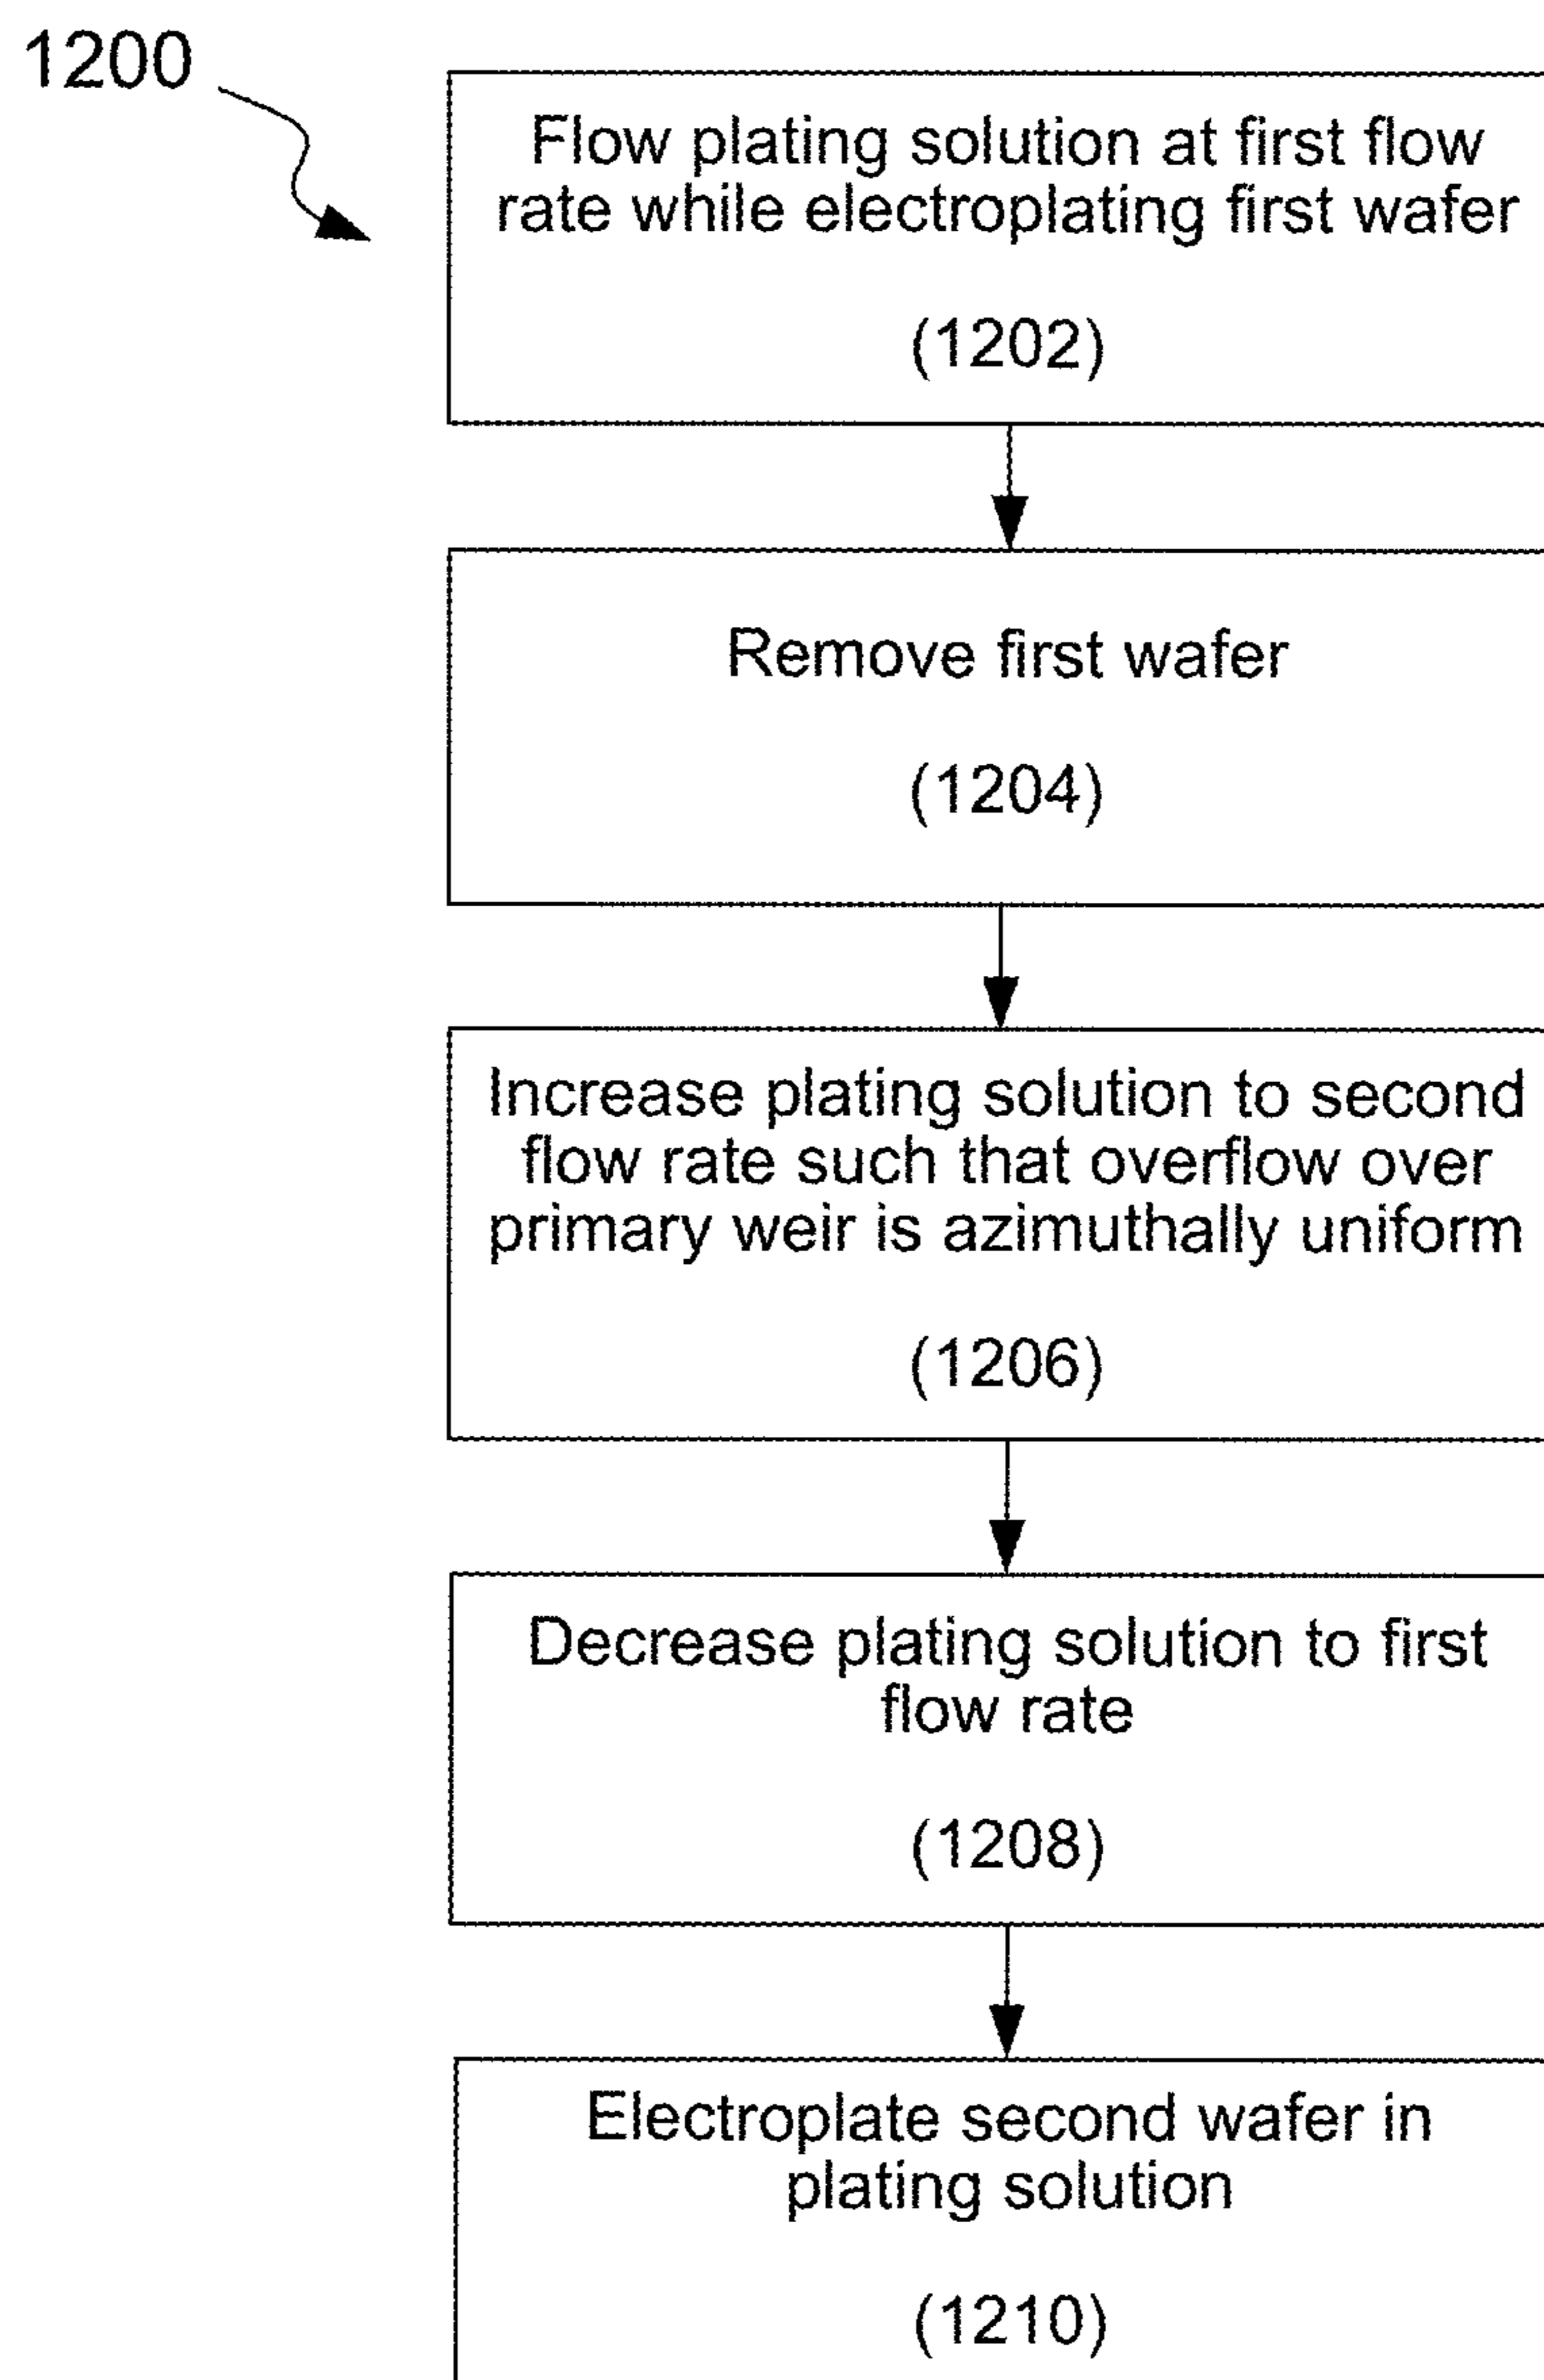 1200
Flow plating solution at first flow
rate while electroplating first wafer
(1202)
Remove first wafer
(1204)
Increase plating solution to second
flow rate such that overflow over
primary weir is azimuthally uniform
(1206)
Decrease plating solution to first
flow rate
(1208)
Electroplate second wafer in
plating solution
(1210)